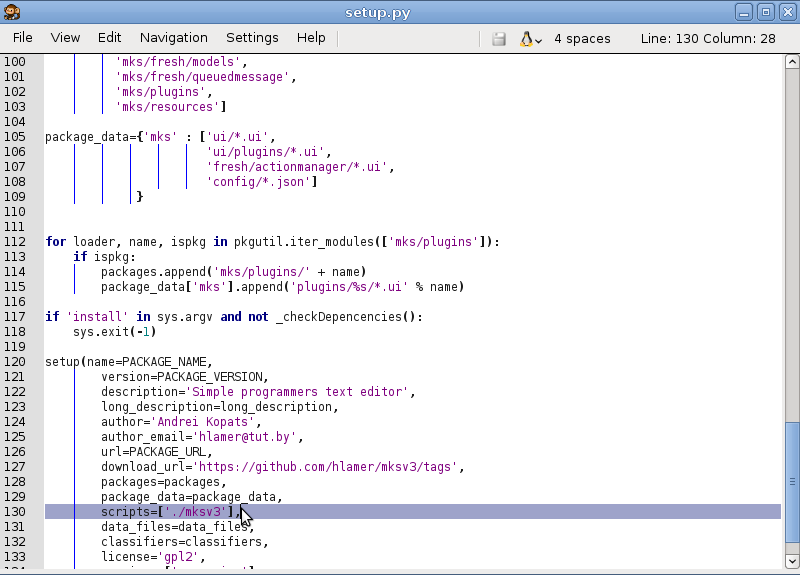 setup.py
File View Edit Navigation Settings Help 4 spaces Line: 130 Column: 28
100 'mks/fresh/models',
101 'mks/fresh/queuedmessage',
102 'mks/plugins',
103 'mks/resources']
104
105 package_data={'mks' : ['ui/*.ui',
106 'ui/plugins/*.ui',
107 'fresh/actionmanager/*.ui',
108 'config/*.json']
109 }
110
111
112 for loader, name, ispkg in pkgutil.iter_modules(['mks/plugins']):
113 if ispkg:
114 packages.append('mks/plugins/' + name)
115 package_data['mks'].append('plugins/%s/*.ui' % name)
116
117 if 'install' in sys.argv and not _checkDepencencies():
118 sys.exit(-1)
119
120 setup(name=PACKAGE_NAME,
121 version=PACKAGE_VERSION,
122 description='Simple programmers text editor',
123 long_description=long_description,
124 author='Andrei Kopats',
125 author_email='hlamer@tut.by',
126 url=PACKAGE_URL,
127 download_url='https://github.com/hlamer/mksv3/tags',
128 packages=packages,
129 package_data=package_data,
130 scripts=['./mksv3'],
131 data_files=data_files,
132 classifiers=classifiers,
133 license='gpl2',